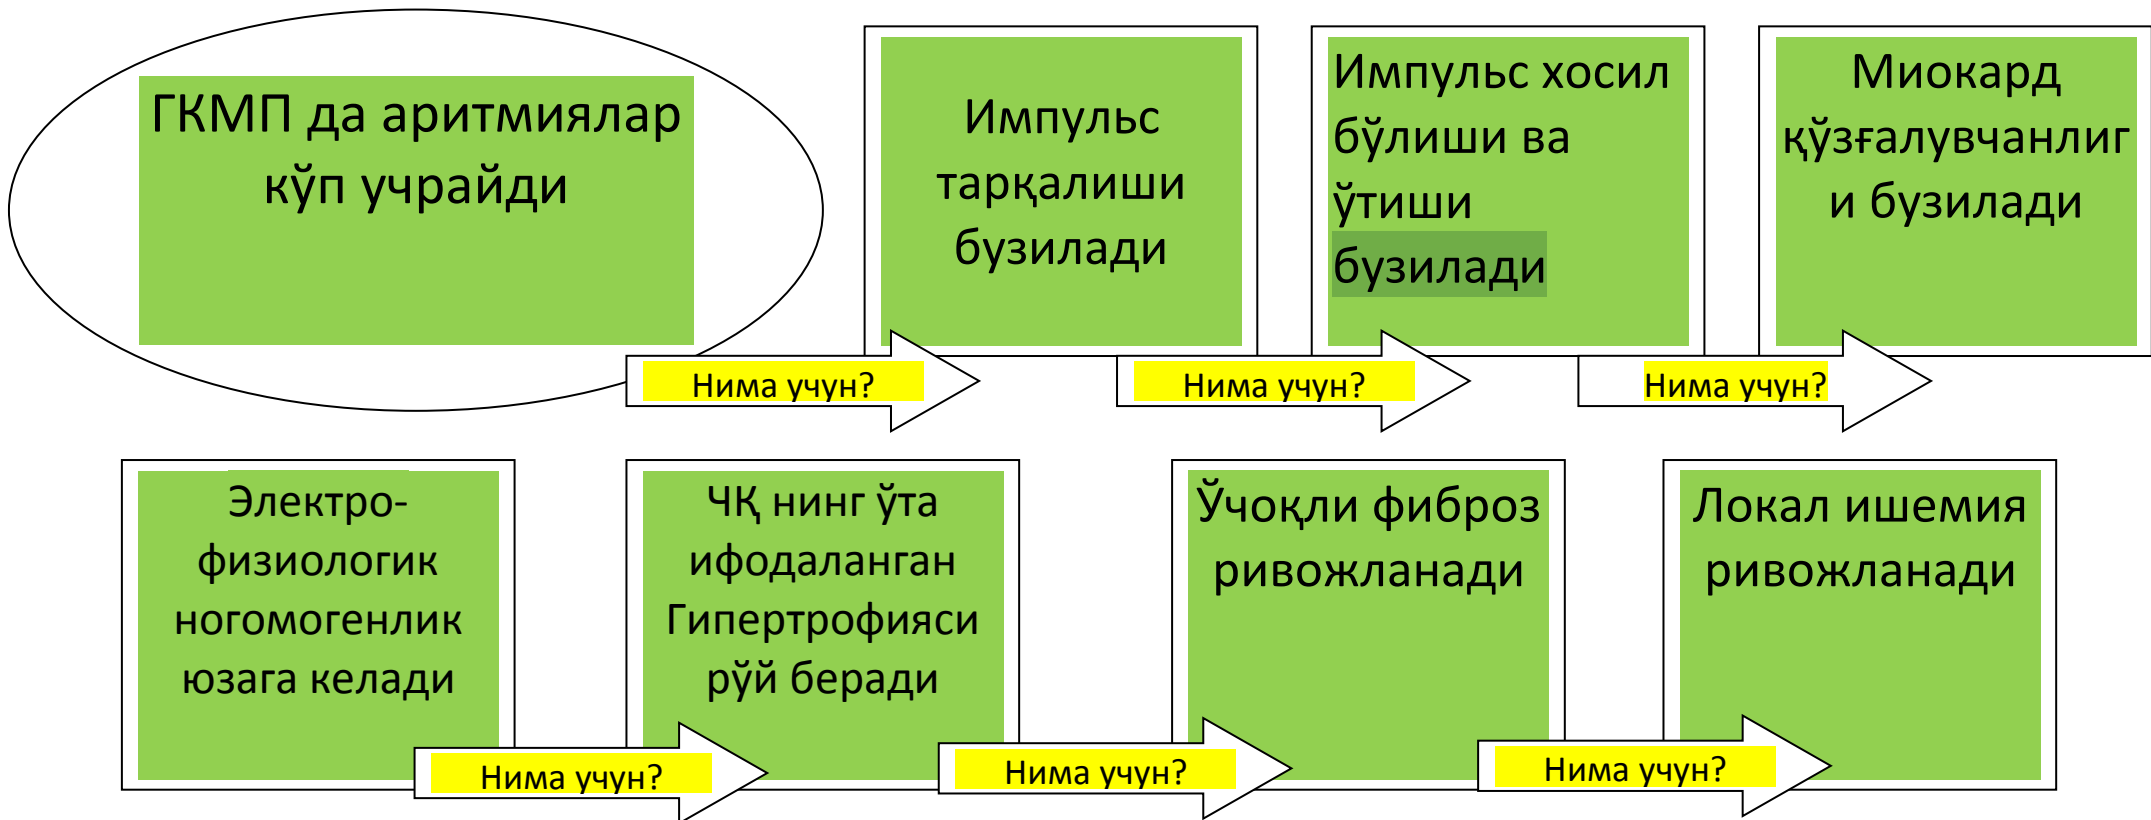 ГКМП да аритмиялар
кўп учрайди
Импульс
тарқалиши
бузилади
Импульс хосил
бўлиши ва
ўтиши
бузилади
Миокард
қўзғалувчанлиг
и бузилади
Нима учун?
Нима учун?
Нима учун?
Электро-
физиологик
ногомогенлик
юзага келади
ЧҚ нинг ўта
ифодаланган
Гипертрофияси
рўй беради
Ўчоқли фиброз
ривожланади
Локал ишемия
ривожланади
Нима учун?
Нима учун?
Нима учун?